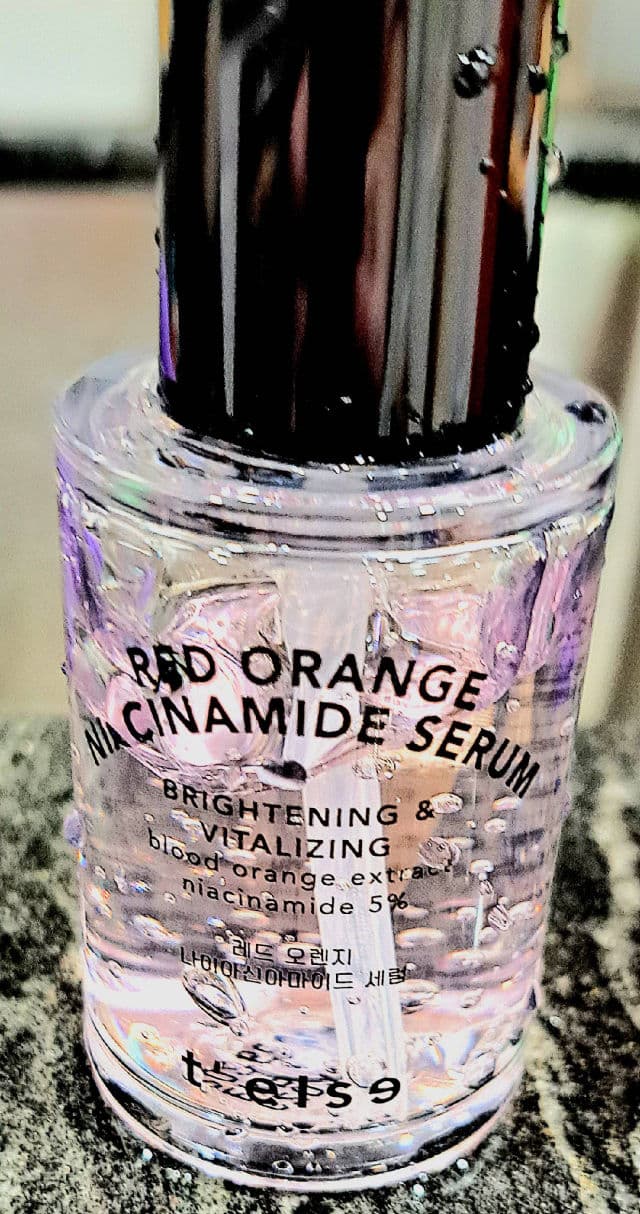 RED ORANGE
NIACINAMIDE SERUM
BRIGHTENING &
VITALIZING
blood orange extract
niacinamide 5%
레드 오렌지
나이아신아마이드 세럼
t'else